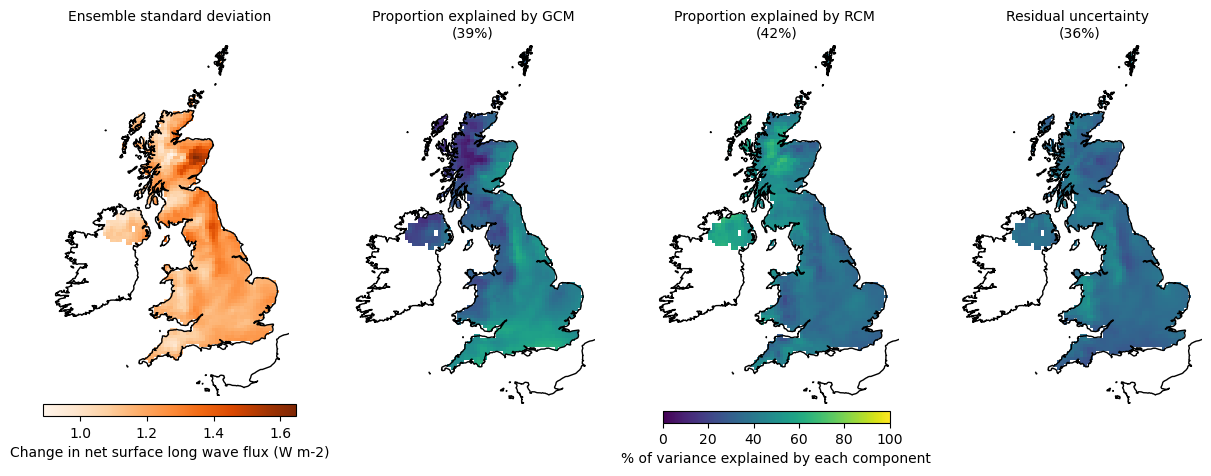 Ensemble standard deviation
Proportion explained by GCM
(39%)
Proportion explained by RCM
(42%)
Residual uncertainty
(36%)
1.0 1.2 1.4 1.6
Change in net surface long wave flux (W m-2)
0 20 40 60 80 100
% of variance explained by each component